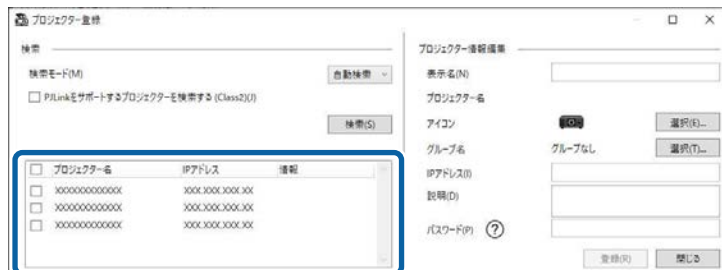 プロジェクター登録
検索
検索モード(M)
自動検索
PJLinkをサポートするプロジェクターを検索する (Class2)(J)
検索(S)
プロジェクター名 IPアドレス 情報
XXXXXXXXXXXX XXX.XXX.XXX.XX
XXXXXXXXXXXX XXX.XXX.XXX.XX
XXXXXXXXXXXX XXX.XXX.XXX.XX
プロジェクター情報編集
表示名(N)
プロジェクター名
アイコン 選択(E)...
グループ名 グループなし 選択(T)...
IPアドレス(I)
説明(D)
パスワード(P) ?
登録(R) 閉じる